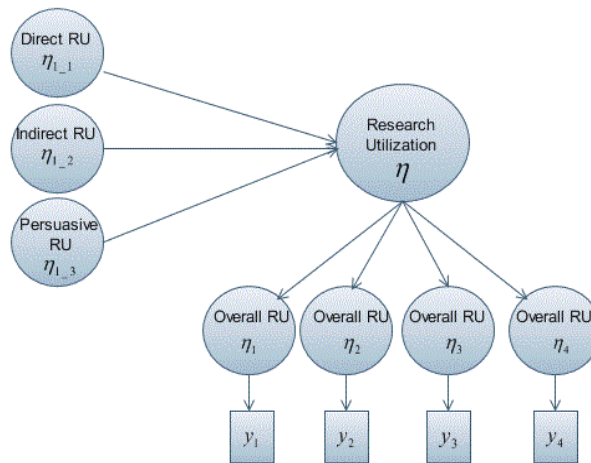 Direct RU
η1_1
Indirect RU
η1_2
Persuasive
RU
η1_3
Research
Utilization
η
Overall RU
η1
Overall RU
η2
Overall RU
η3
Overall RU
η4
y1
y2
y3
y4